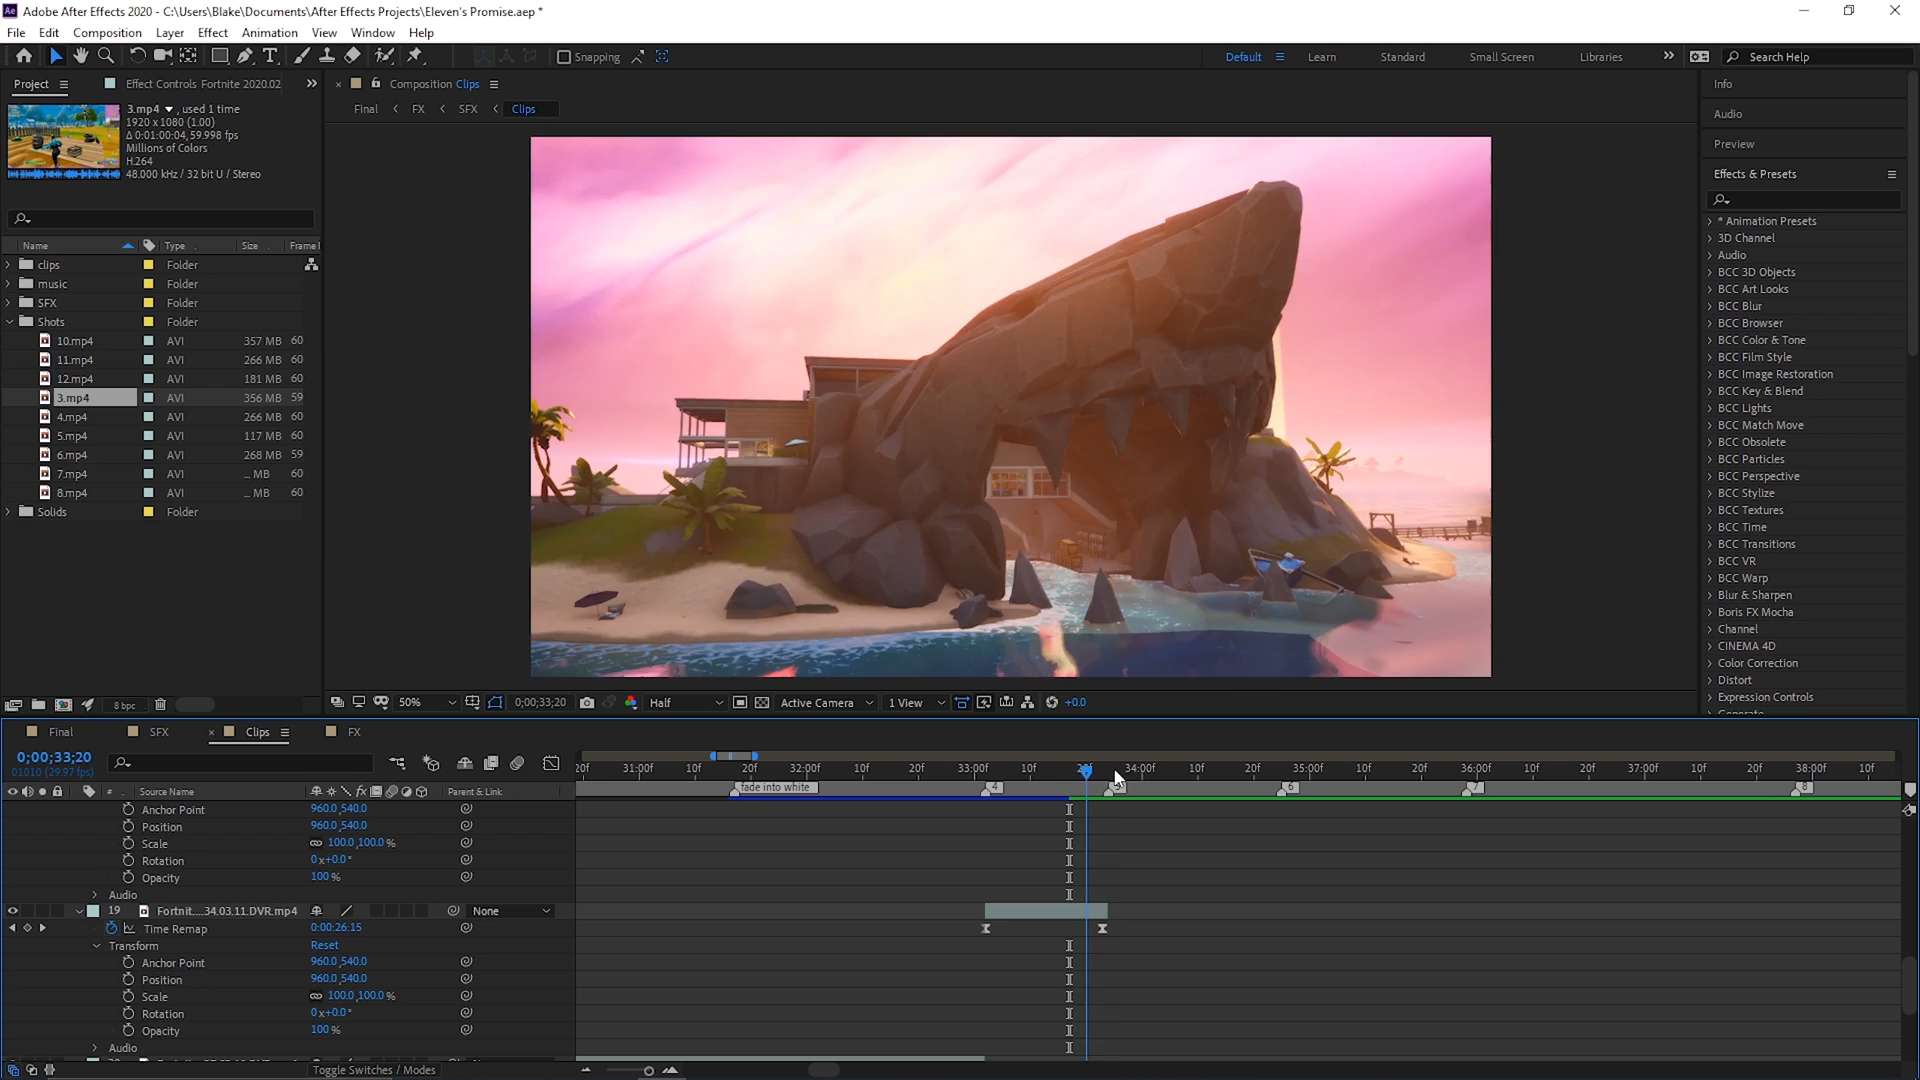 Adobe After Effects 2020 - C:\Users\Blake\Documents\After Effects Projects\Eleven's Promise.aep *
File Edit Composition Layer Effect Animation View Window Help
Snapping Default Learn Standard Small Screen Libraries Search Help
Project Effect Controls Fortnite 2020.02
3.mp4 , used 1 time
1920 x 1080 (1.00)
Δ 0:01:00:04, 59.998 fps
Millions of Colors
H.264
48.000 kHz / 32 bit U / Stereo
Name Type Size Frame
clips Folder
music Folder
SFX Folder
Shots Folder
10.mp4 AVI 357 MB 60
11.mp4 AVI 266 MB 60
12.mp4 AVI 181 MB 60
3.mp4 AVI 356 MB 59
4.mp4 AVI 266 MB 60
5.mp4 AVI 117 MB 60
6.mp4 AVI 268 MB 59
7.mp4 AVI ... MB 60
8.mp4 AVI ... MB 60
Solids Folder
8 bpc
Composition Clips
Final FX SFX Clips
50% 0;00;33;20 Half Active Camera 1 View +0.0
Info
Audio
Preview
Effects & Presets
* Animation Presets
3D Channel
Audio
BCC 3D Objects
BCC Art Looks
BCC Blur
BCC Browser
BCC Color & Tone
BCC Film Style
BCC Image Restoration
BCC Key & Blend
BCC Lights
BCC Match Move
BCC Obsolete
BCC Particles
BCC Perspective
BCC Stylize
BCC Textures
BCC Time
BCC Transitions
BCC VR
BCC Warp
Blur & Sharpen
Boris FX Mocha
Channel
CINEMA 4D
Color Correction
Distort
Expression Controls
Final SFX Clips FX
0;00;33;20
01010 (29.97 fps)
20f 31:00f 10f 20f 32:00f 10f 20f 33:00f 10f 34:00f 10f 20f 35:00f 10f 20f 36:00f 10f 20f 37:00f 10f 20f 38:00f 10f
fade into white 4 5 6 7 8
# Source Name fx Parent & Link
Anchor Point 960.0,540.0
Position 960.0,540.0
Scale 100.0,100.0%
Rotation 0x+0.0°
Opacity 100%
Audio
19 Fortnit....34.03.11.DVR.mp4 None
Time Remap 0:00:26:15
Transform Reset
Anchor Point 960.0,540.0
Position 960.0,540.0
Scale 100.0,100.0%
Rotation 0x+0.0°
Opacity 100%
Audio
Toggle Switches / Modes